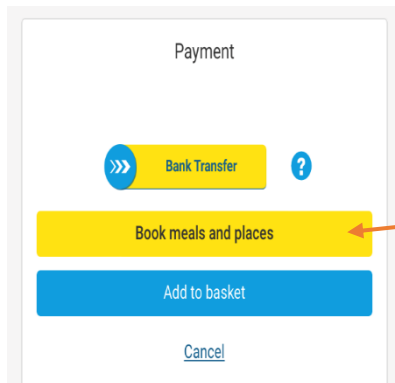 Payment
Bank Transfer ?
Book meals and places
Add to basket
Cancel